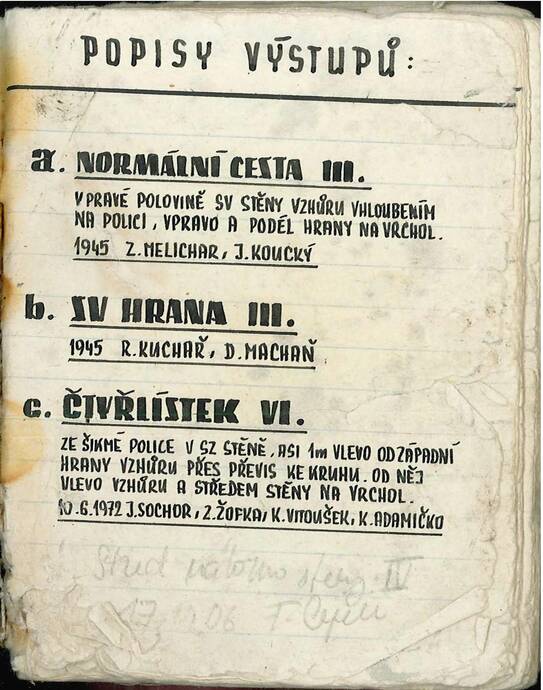 POPISY VÝSTUPŮ:
a. NORMÁLNÍ CESTA III.
V PRAVÉ POLOVINĚ SV STĚNY VZHŮRU VHLOUBENÍM
NA POLICI, VPRAVO A PODÉL HRANY NA VRCHOL.
1945 Z. MELICHAR, J. KOUCKÝ
b. SV HRANA III.
1945 R. KUCHAŘ, D. MACHAŇ
c. ČTYŘLÍSTEK VI.
ZE ŠIKMÉ POLICE V SZ STĚNĚ, ASI 1m VLEVO OD ZÁPADNÍ
HRANY VZHŮRU PŘES PŘEVIS KE KRUHU. OD NĚJ
VLEVO VZHŮRU A STŘEDEM STĚNY NA VRCHOL.
10.6.1972 J. SOCHOR, Z. ŽOFKA, K. VITOUŠEK, K. ADAMIČKO
IV